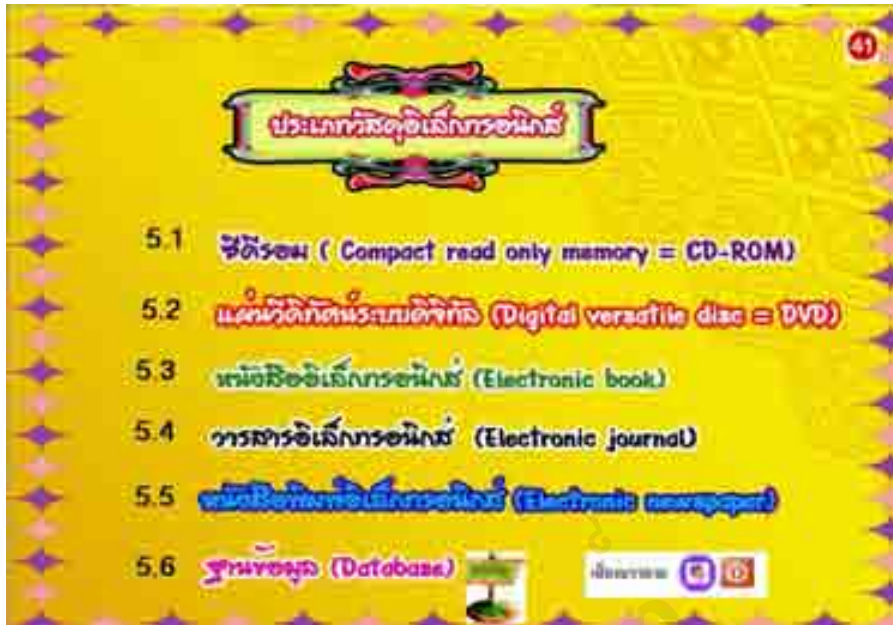 41
ประเภทวัสดุอิเล็กทรอนิกส์
5.1 ซีดีรอม ( Compact read only memory = CD-ROM)
5.2 แผ่นวีดิทัศน์ระบบดิจิทัล (Digital versatile disc = DVD)
5.3 หนังสืออิเล็กทรอนิกส์ (Electronic book)
5.4 วารสารอิเล็กทรอนิกส์ (Electronic journal)
5.5 หนังสือพิมพ์อิเล็กทรอนิกส์ (Electronic newspaper)
5.6 ฐานข้อมูล (Database)